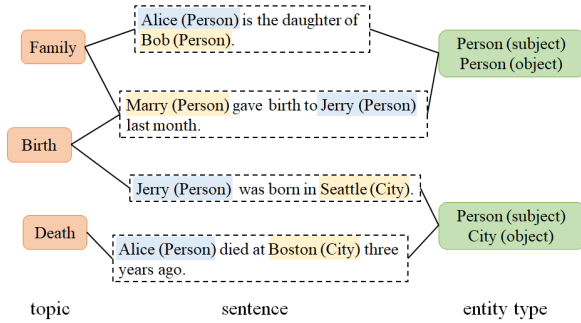 Family
Alice (Person) is the daughter of
Bob (Person).
Person (subject)
Person (object)
Marry (Person) gave birth to Jerry (Person)
last month.
Birth
Jerry (Person) was born in Seattle (City).
Person (subject)
City (object)
Death
Alice (Person) died at Boston (City) three
years ago.
topic
sentence
entity type